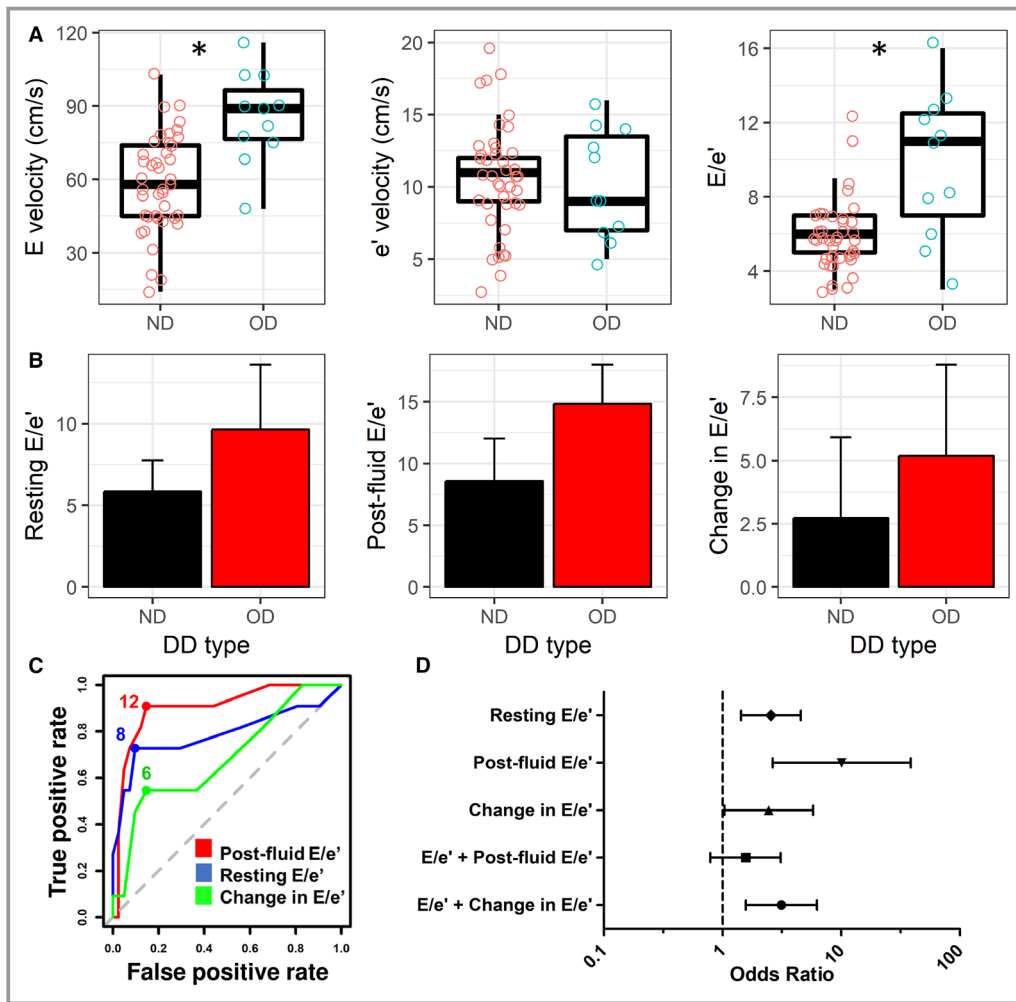 A
E velocity (cm/s)
120
90
60
30
*
ND
OD
e' velocity (cm/s)
20
15
10
5
ND
OD
E/e'
16
12
8
4
*
ND
OD
B
Resting E/e'
10
5
0
ND
OD
DD type
Post-fluid E/e'
15
10
5
0
ND
OD
DD type
Change in E/e'
7.5
5.0
2.5
0.0
ND
OD
DD type
C
True positive rate
1.0
0.8
0.6
0.4
0.2
0.0
12
8
6
Post-fluid E/e’
Resting E/e’
Change in E/e’
0.0
0.2
0.4
0.6
0.8
1.0
False positive rate
D
Resting E/e'
Post-fluid E/e'
Change in E/e'
E/e' + Post-fluid E/e'
E/e' + Change in E/e'
0.1
1
10
100
Odds Ratio